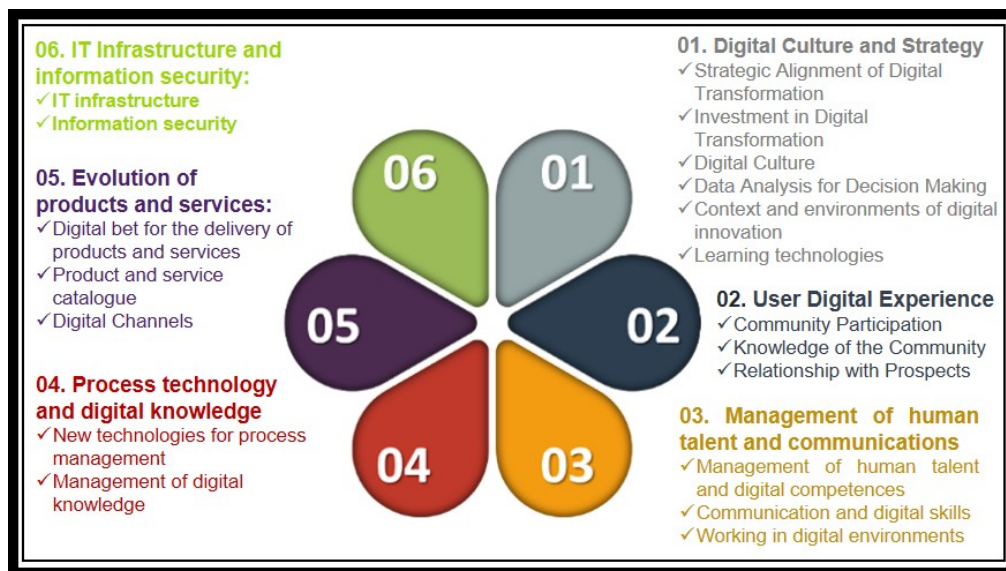 06. IT Infrastructure and
information security:
✓IT infrastructure
✓Information security
05. Evolution of
products and services:
✓Digital bet for the delivery of
products and services
✓Product and service
catalogue
✓Digital Channels
04. Process technology
and digital knowledge
✓New technologies for process
management
✓Management of digital
knowledge
06
01
05
02
04
03
01. Digital Culture and Strategy
✓Strategic Alignment of Digital
Transformation
✓Investment in Digital
Transformation
✓Digital Culture
✓Data Analysis for Decision Making
✓Context and environments of digital
innovation
✓Learning technologies
02. User Digital Experience
✓Community Participation
✓Knowledge of the Community
✓Relationship with Prospects
03. Management of human
talent and communications
✓Management of human talent
and digital competences
✓Communication and digital skills
✓Working in digital environments